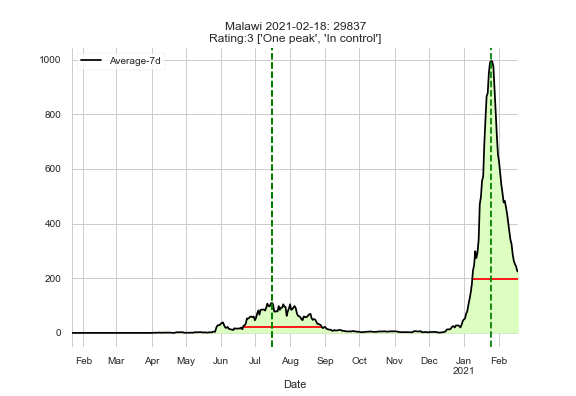 Malawi 2021-02-18: 29837
Rating:3 ['One peak', 'In control']
Average-7d
1000
800
600
400
200
0
Feb Mar Apr May Jun Jul Aug Sep Oct Nov Dec Jan Feb
2021
Date